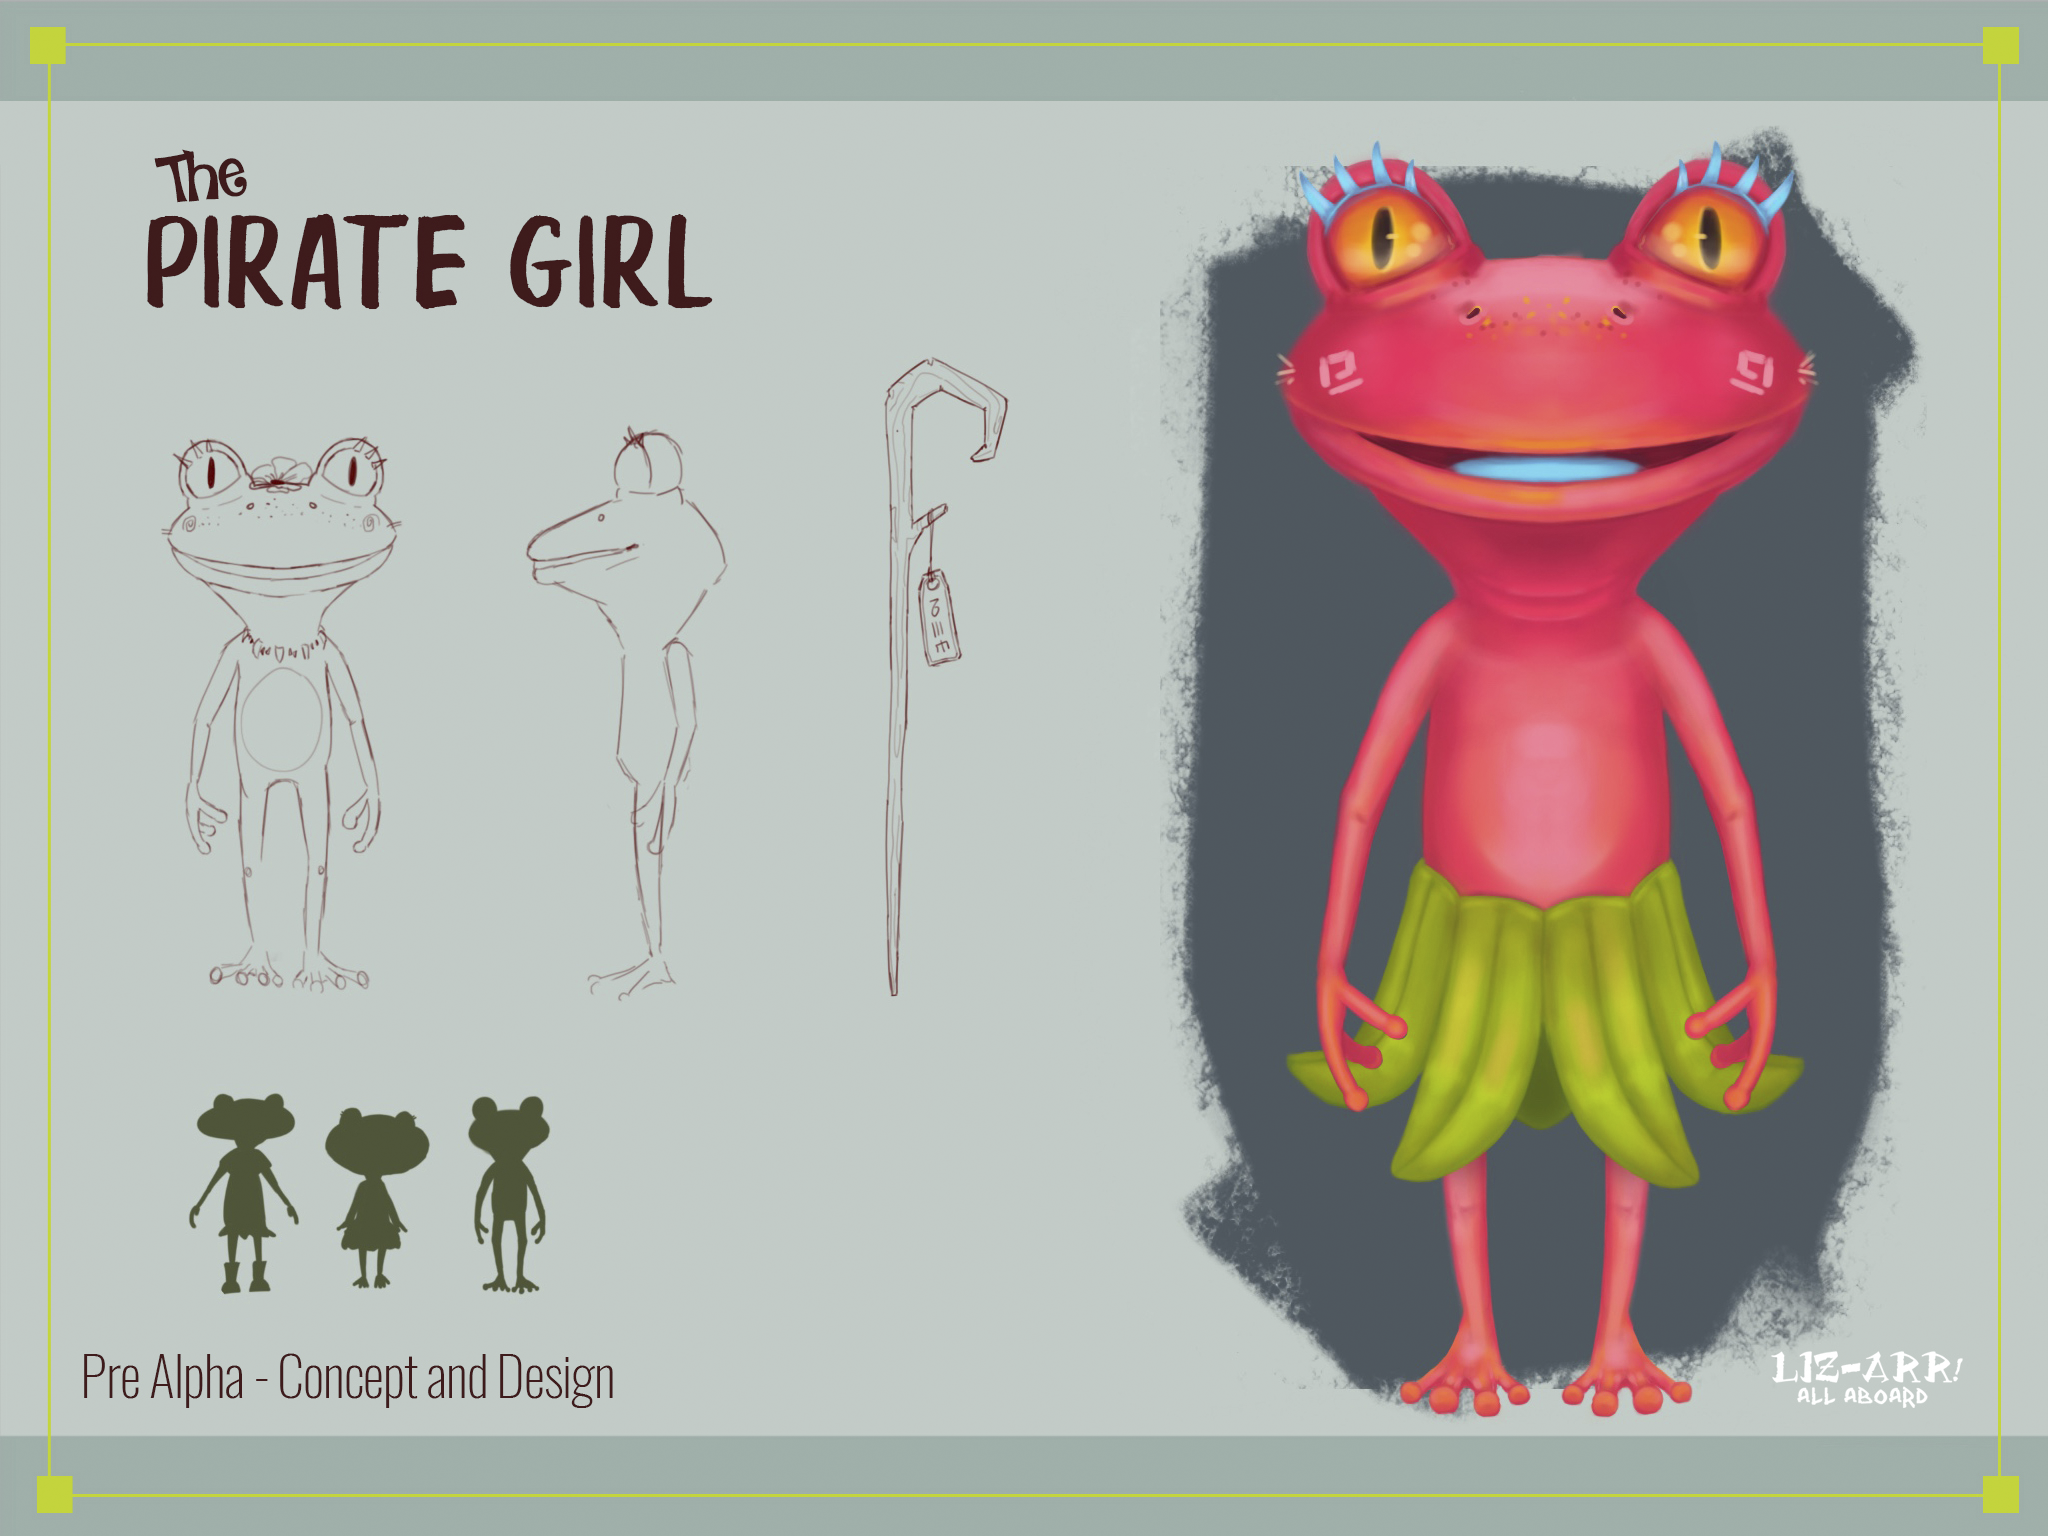 The
PIRATE GIRL
Pre Alpha - Concept and Design
LIZ-ARR!
ALL ABOARD